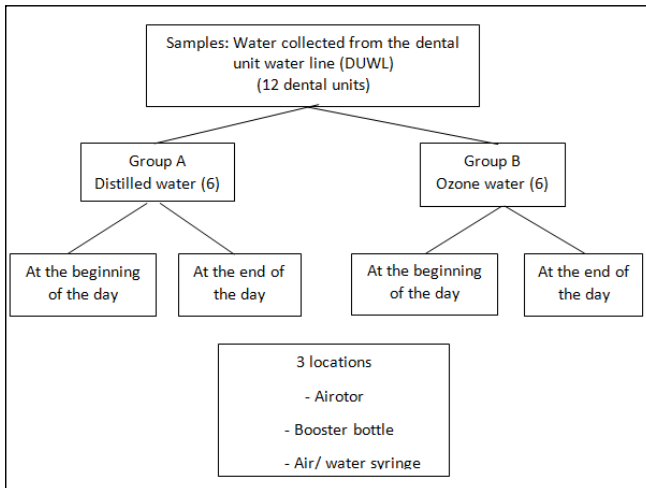 Samples: Water collected from the dental
unit water line (DUWL)
(12 dental units)
Group A
Distilled water (6)
Group B
Ozone water (6)
At the beginning
of the day
At the end of
the day
At the beginning
of the day
At the end of
the day
3 locations
- Airotor
- Booster bottle
- Air/ water syringe